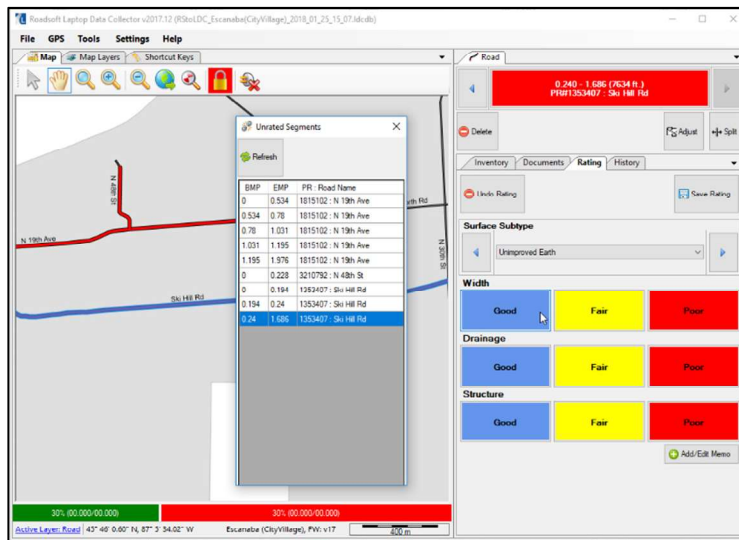 Roadsoft Laptop Data Collector v2017.12 (RStoLDC_Escanaba(CityVillage)_2018_01_25_15_07.ldcdb)
File GPS Tools Settings Help
Map Map Layers Shortcut Keys
Road
0.240 - 1.686 (7634 ft.)
PR#1353407 : Ski Hill Rd
Delete Adjust Split
Inventory Documents Rating History
Undo Rating Save Rating
Surface Subtype
Unimproved Earth
Width
Good Fair Poor
Drainage
Good Fair Poor
Structure
Good Fair Poor
Add/Edit Memo
Unrated Segments
Refresh
BMP EMP PR : Road Name
0 0.534 1815102 : N 19th Ave
0.534 0.78 1815102 : N 19th Ave
0.78 1.031 1815102 : N 19th Ave
1.031 1.195 1815102 : N 19th Ave
1.195 1.976 1815102 : N 19th Ave
0 0.228 3210792 : N 48th St
0 0.194 1353407 : Ski Hill Rd
0.194 0.24 1353407 : Ski Hill Rd
0.24 1.686 1353407 : Ski Hill Rd
N 48th St
N 19th Ave
Ski Hill Rd
Rd
N 30th St
30% (00.000/00.000) 30% (00.000/00.000)
Active Layer: Road Escanaba (CityVillage), FW: v17 400 m